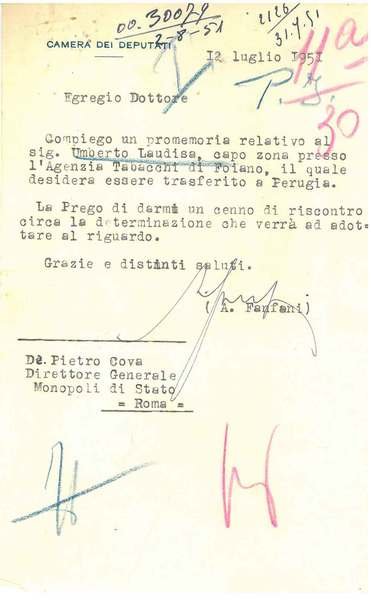 00.30079
2-8-51
2126
31.7.51
11a
30
P.
CAMERA DEI DEPUTATI
12 luglio 1951
Egregio Dottore
Compiego un promemoria relativo al
sig. Umberto Laudisa, capo zona presso
l'Agenzia Tabacchi di Foiano, il quale
desidera essere trasferito a Perugia.
La Prego di darmi un cenno di riscontro
circa la determinazione che verrà ad adot=
tare al riguardo.
Grazie e distinti saluti.
( A. Fanfani)
De. Pietro Cova
Direttore Generale
Monopoli di Stato
= Roma =